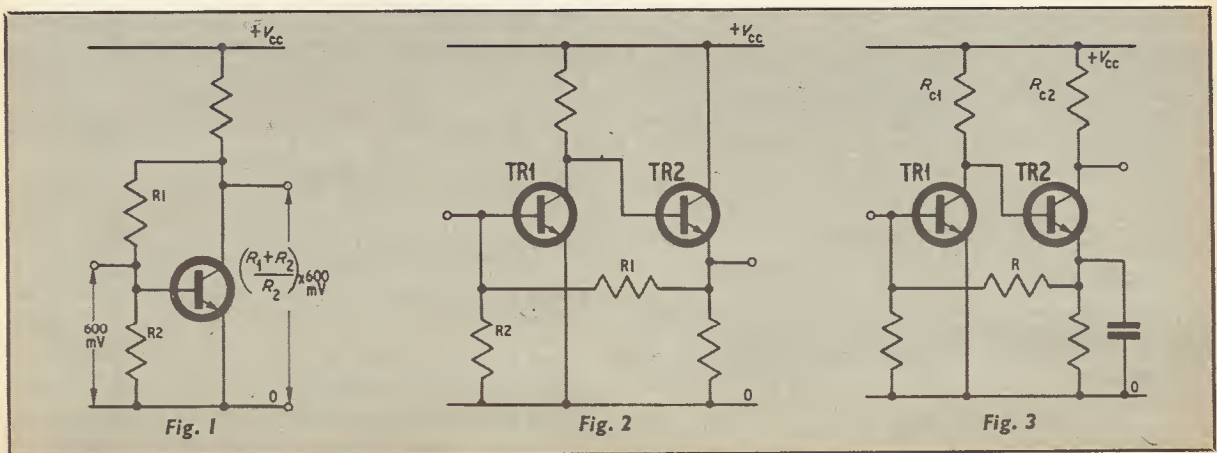 +Vcc
R1
R2
600 mV
(R1+R2 / R2) x600 mV
0
Fig. 1
+Vcc
TR1
TR2
R1
R2
0
Fig. 2
+Vcc
Rc1
Rc2
TR1
TR2
R
0
Fig. 3